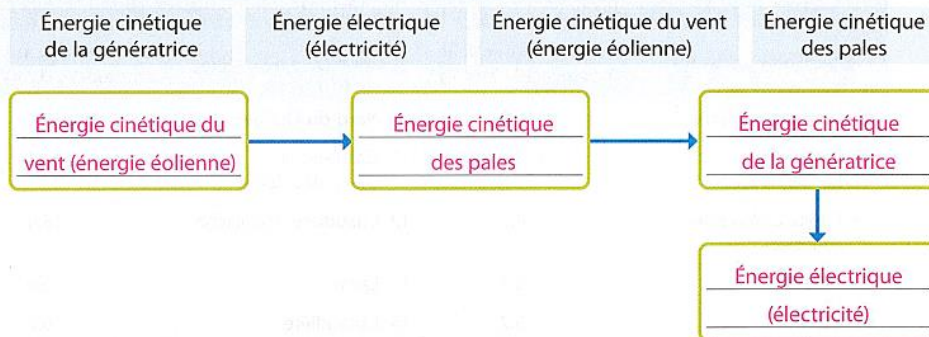 Énergie cinétique
de la génératrice
Énergie électrique
(électricité)
Énergie cinétique du vent
(énergie éolienne)
Énergie cinétique
des pales
Énergie cinétique du
vent (énergie éolienne)
Énergie cinétique
des pales
Énergie cinétique
de la génératrice
Énergie électrique
(électricité)